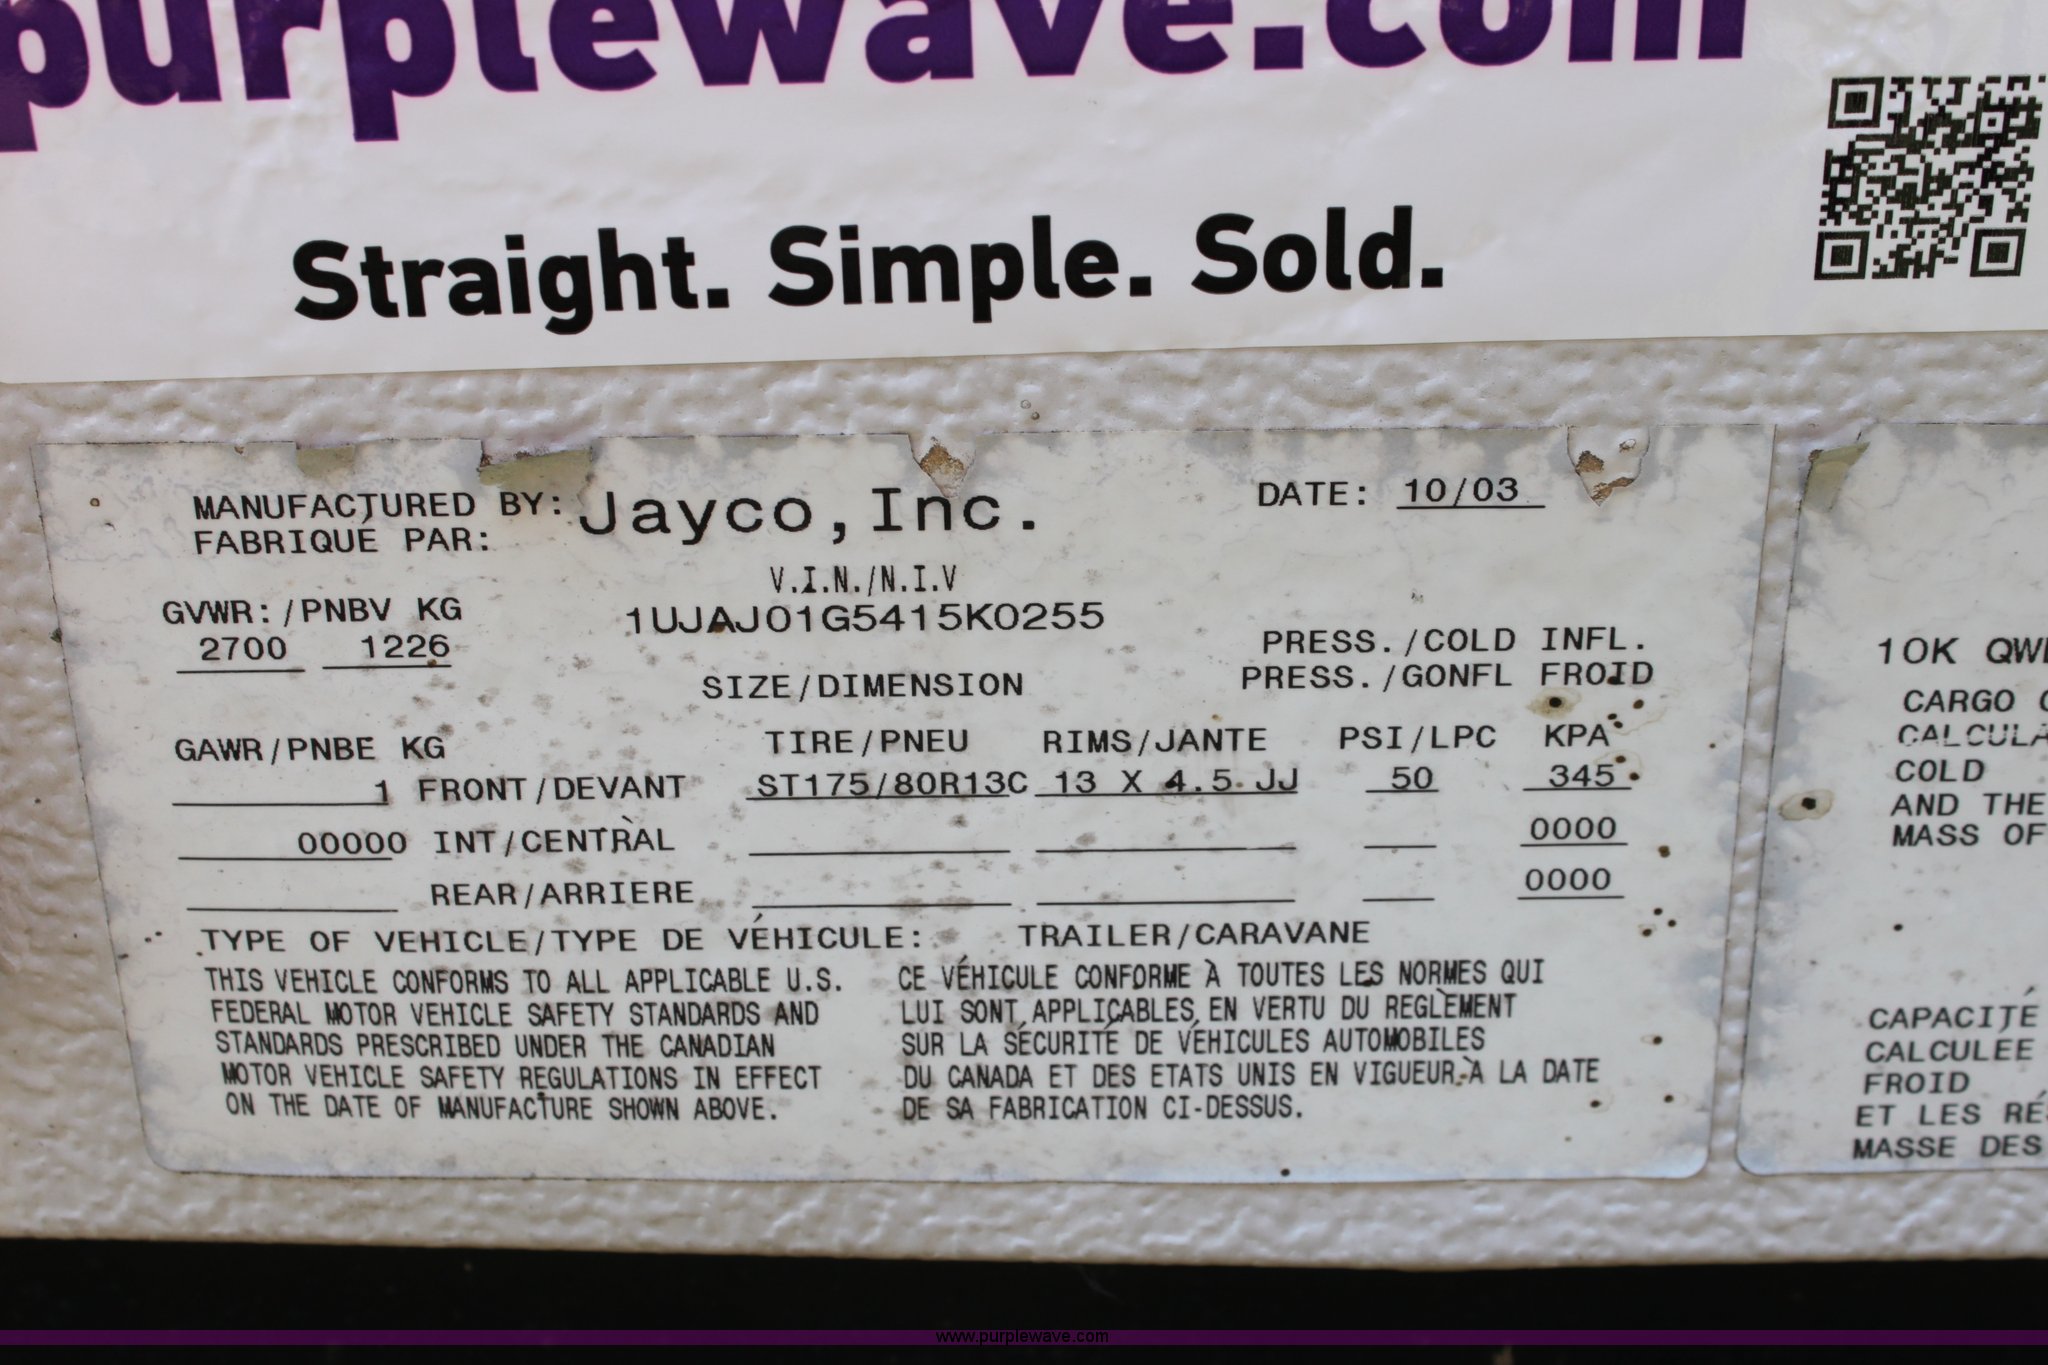 purplewave.com
Straight. Simple. Sold.
MANUFACTURED BY: Jayco,Inc. DATE: 10/03
FABRIQUÉ PAR:
V.I.N./N.I.V
GVWR:/PNBV KG 1UJAJ01G5415K0255
2700 1226
PRESS./COLD INFL.
SIZE/DIMENSION PRESS./GONFL FROID
GAWR/PNBE KG TIRE/PNEU RIMS/JANTE PSI/LPC KPA
1 FRONT/DEVANT ST175/80R13C 13 X 4.5 JJ 50 345
00000 INT/CENTRÀL 0000
REAR/ARRIERE 0000
TYPE OF VEHICLE/TYPE DE VÉHICULE: TRAILER/CARAVANE
THIS VEHICLE CONFORMS TO ALL APPLICABLE U.S.
FEDERAL MOTOR VEHICLE SAFETY STANDARDS AND
STANDARDS PRESCRIBED UNDER THE CANADIAN
MOTOR VEHICLE SAFETY REGULATIONS IN EFFECT
ON THE DATE OF MANUFACTURE SHOWN ABOVE.
CE VÉHICULE CONFORME À TOUTES LES NORMES QUI
LUI SONT APPLICABLES EN VERTU DU REGLÈMENT
SUR LA SÉCURITÉ DE VÉHICULES AUTOMOBILES
DU CANADA ET DES ETATS UNIS EN VIGUEUR À LA DATE
DE SA FABRICATION CI-DESSUS.
10K
CARGO
COLD
AND THE
MASS OF
CAPACITÉ
CALCULEE
FROID
ET LES
MASSE DES
www.purplewave.com